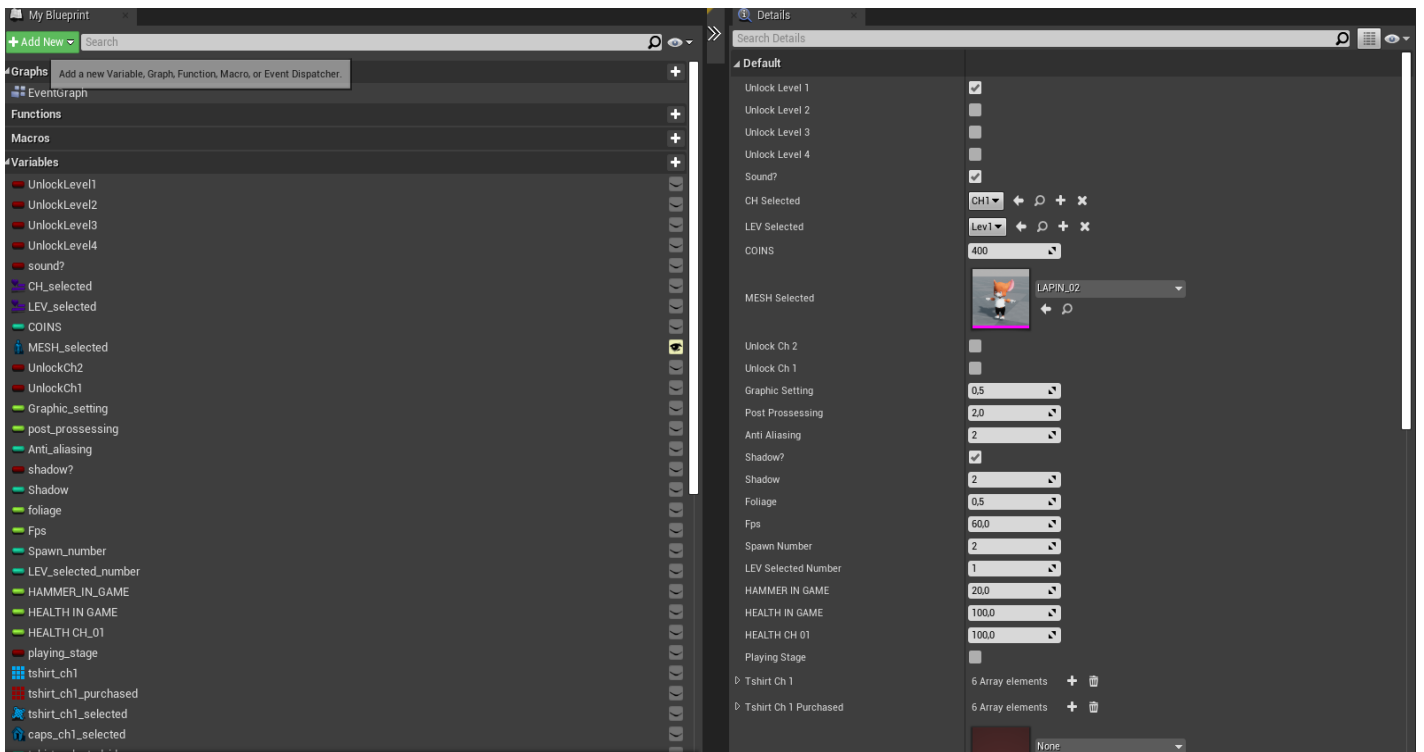 My Blueprint
Add New
Search
Graphs
Add a new Variable, Graph, Function, Macro, or Event Dispatcher.
EventGraph
Functions
Macros
Variables
UnlockLevel1
UnlockLevel2
UnlockLevel3
UnlockLevel4
sound?
CH_selected
LEV_selected
COINS
MESH_selected
UnlockCh2
UnlockCh1
Graphic_setting
post_prossessing
Anti_aliasing
shadow?
Shadow
foliage
Fps
Spawn_number
LEV_selected_number
HAMMER_IN_GAME
HEALTH IN GAME
HEALTH CH_01
playing_stage
tshirt_ch1
tshirt_ch1_purchased
tshirt_ch1_selected
caps_ch1_selected
Details
Search Details
Default
Unlock Level 1
Unlock Level 2
Unlock Level 3
Unlock Level 4
Sound?
CH Selected CH1
LEV Selected Lev1
COINS 400
MESH Selected LAPIN_02
Unlock Ch 2
Unlock Ch 1
Graphic Setting 0,5
Post Prossessing 2,0
Anti Aliasing 2
Shadow?
Shadow 2
Foliage 0,5
Fps 60,0
Spawn Number 2
LEV Selected Number 1
HAMMER IN GAME 20,0
HEALTH IN GAME 100,0
HEALTH CH 01 100,0
Playing Stage
Tshirt Ch 1 6 Array elements
Tshirt Ch 1 Purchased 6 Array elements
None